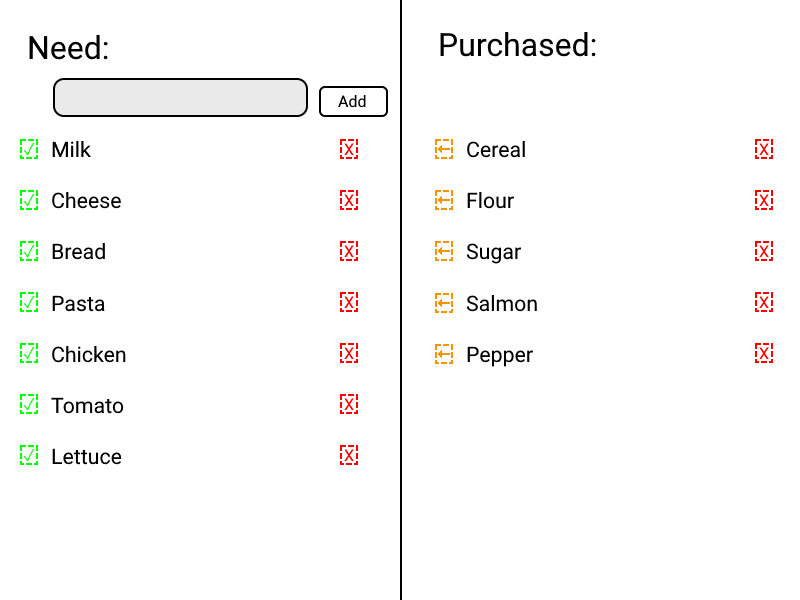 Need:
Add
☑ Milk X
☑ Cheese X
☑ Bread X
☑ Pasta X
☑ Chicken X
☑ Tomato X
☑ Lettuce X
Purchased:
← Cereal X
← Flour X
← Sugar X
← Salmon X
← Pepper X